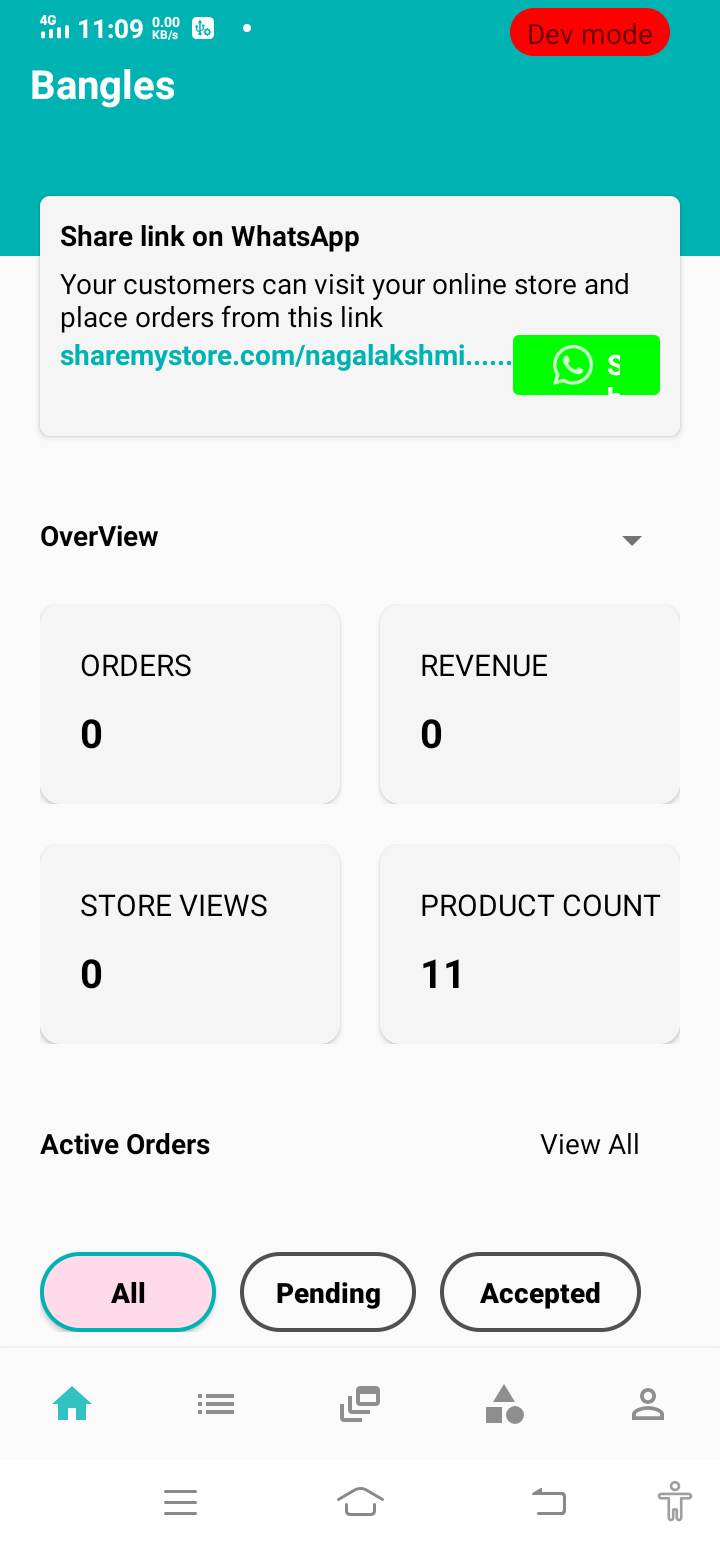 4G 11:09 0.00 KB/s
Dev mode
Bangles
Share link on WhatsApp
Your customers can visit your online store and
place orders from this link
sharemystore.com/nagalakshmi......
S
OverView
ORDERS
REVENUE
0
0
STORE VIEWS
PRODUCT COUNT
0
11
Active Orders
View All
All
Pending
Accepted